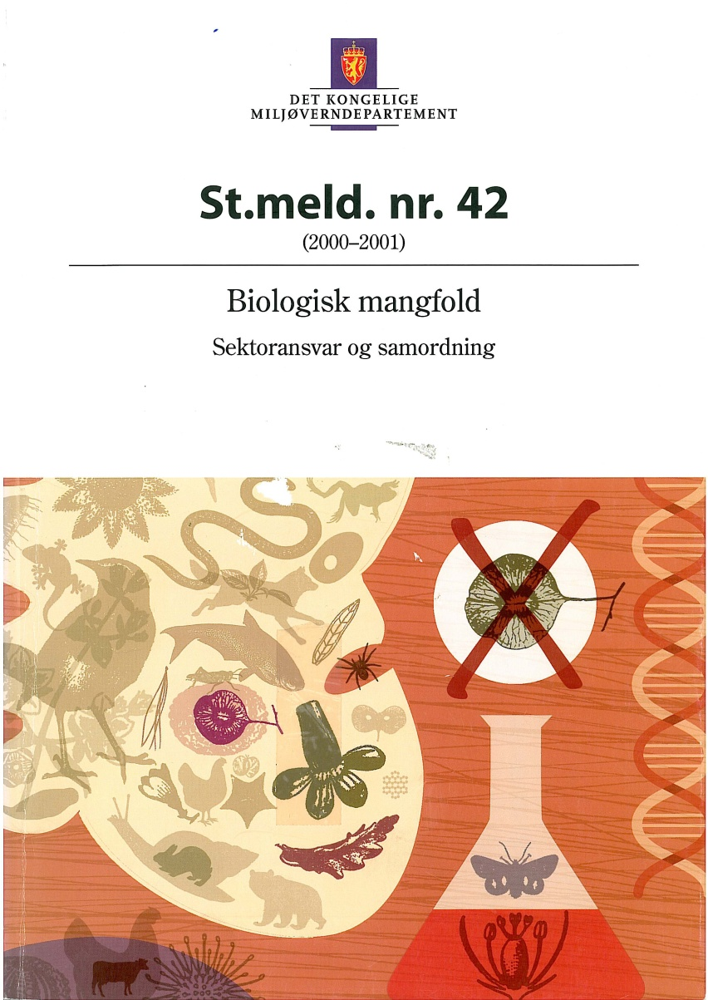 DET KONGELIGE
MILJØVERNDEPARTEMENT
St.meld. nr. 42
(2000–2001)
Biologisk mangfold
Sektoransvar og samordning